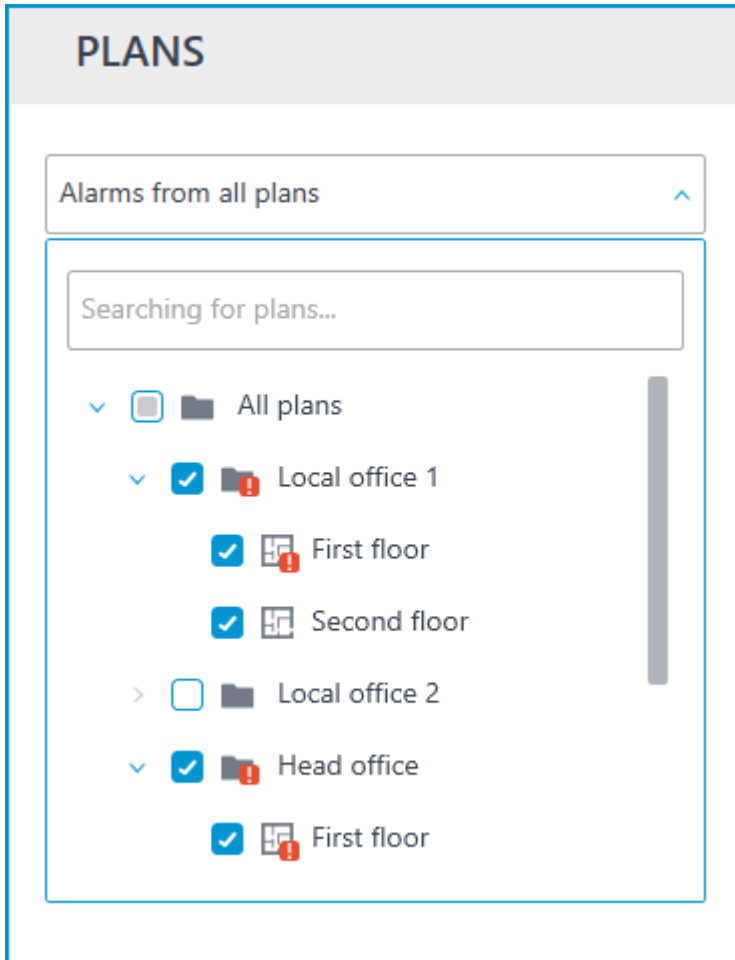 PLANS
Alarms from all plans
Searching for plans...
All plans
Local office 1
First floor
Second floor
Local office 2
Head office
First floor